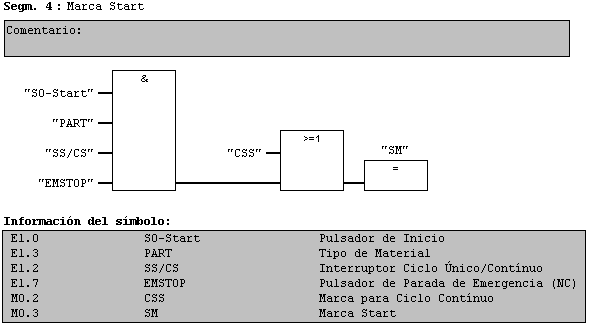 Segm. 4 : Marca Start
Comentario:
&
"S0-Start"
"PART"
>=1
"SS/CS"
"CSS"
"SM"
=
"EMSTOP"
Información del símbolo:
E1.0 S0-Start Pulsador de Inicio
E1.3 PART Tipo de Material
E1.2 SS/CS Interruptor Ciclo Único/Contínuo
E1.7 EMSTOP Pulsador de Parada de Emergencia (NC)
M0.2 CSS Marca para Ciclo Contínuo
M0.3 SM Marca Start